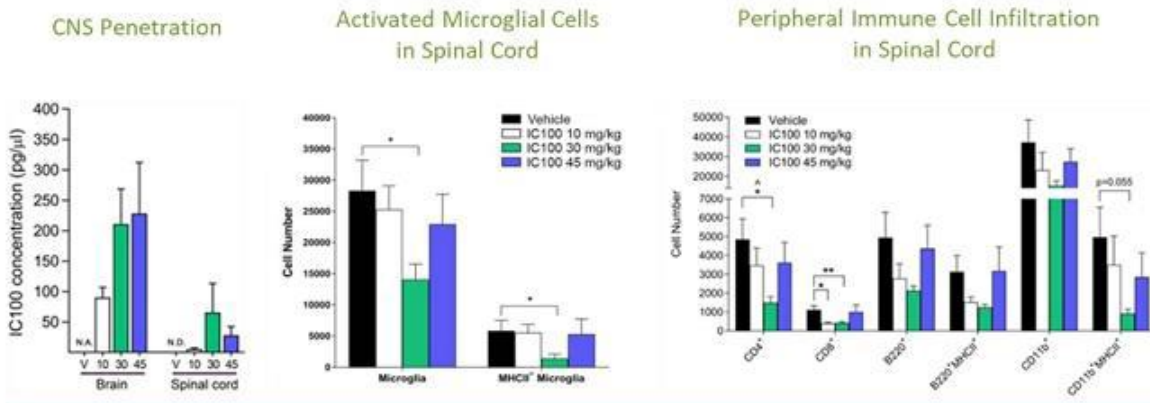 CNS Penetration
Activated Microglial Cells
in Spinal Cord
Peripheral Immune Cell Infiltration
in Spinal Cord
IC100 concentration (pg/µl)
400
350
300
250
200
150
100
50
N.A.
N.D.
V 10 30 45 V 10 30 45
Brain Spinal cord
Cell Number
40000
35000
30000
25000
20000
15000
10000
5000
0
*
*
Vehicle
IC100 10 mg/kg
IC100 30 mg/kg
IC100 45 mg/kg
Microglia MHCII⁺ Microglia
Cell Number
50000
40000
30000
20000
7000
6000
5000
4000
3000
2000
1000
0
^
*
**
*
p=0.055
Vehicle
IC100 10 mg/kg
IC100 30 mg/kg
IC100 45 mg/kg
CD4⁺
CD8⁺
B220⁺
B220⁺MHCII⁺
CD11b⁺
CD11b⁺MHCII⁺